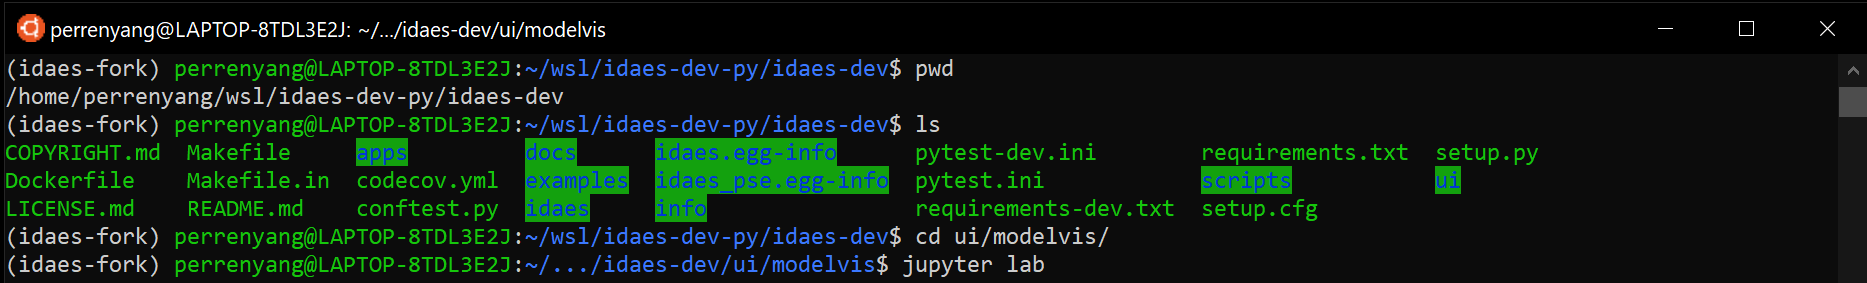 perrenyang@LAPTOP-8TDL3E2J: ~/.../idaes-dev/ui/modelvis
(idaes-fork) perrenyang@LAPTOP-8TDL3E2J:~/wsl/idaes-dev-py/idaes-dev$ pwd
/home/perrenyang/wsl/idaes-dev-py/idaes-dev
(idaes-fork) perrenyang@LAPTOP-8TDL3E2J:~/wsl/idaes-dev-py/idaes-dev$ ls
COPYRIGHT.md  Makefile     apps         docs      idaes.egg-info      pytest-dev.ini        requirements.txt  setup.py
Dockerfile    Makefile.in  codecov.yml  examples  idaes_pse.egg-info  pytest.ini            scripts           ui
LICENSE.md    README.md    conftest.py  idaes     info                requirements-dev.txt  setup.cfg
(idaes-fork) perrenyang@LAPTOP-8TDL3E2J:~/wsl/idaes-dev-py/idaes-dev$ cd ui/modelvis/
(idaes-fork) perrenyang@LAPTOP-8TDL3E2J:~/.../idaes-dev/ui/modelvis$ jupyter lab